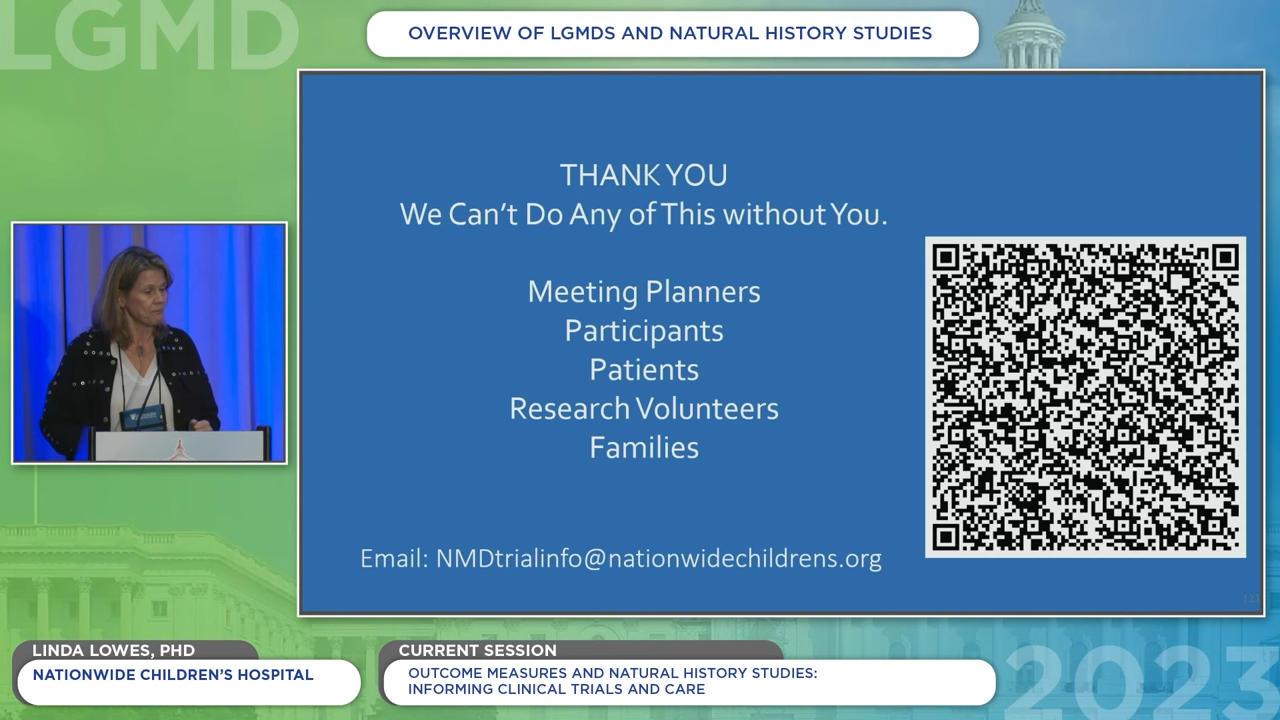 LGMD
OVERVIEW OF LGMDS AND NATURAL HISTORY STUDIES
THANK YOU
We Can't Do Any of This without You.
Meeting Planners
Participants
Patients
Research Volunteers
Families
Email: NMDtrialinfo@nationwidechildrens.org
LINDA LOWES, PHD
NATIONWIDE CHILDREN'S HOSPITAL
CURRENT SESSION
OUTCOME MEASURES AND NATURAL HISTORY STUDIES:
INFORMING CLINICAL TRIALS AND CARE
2023